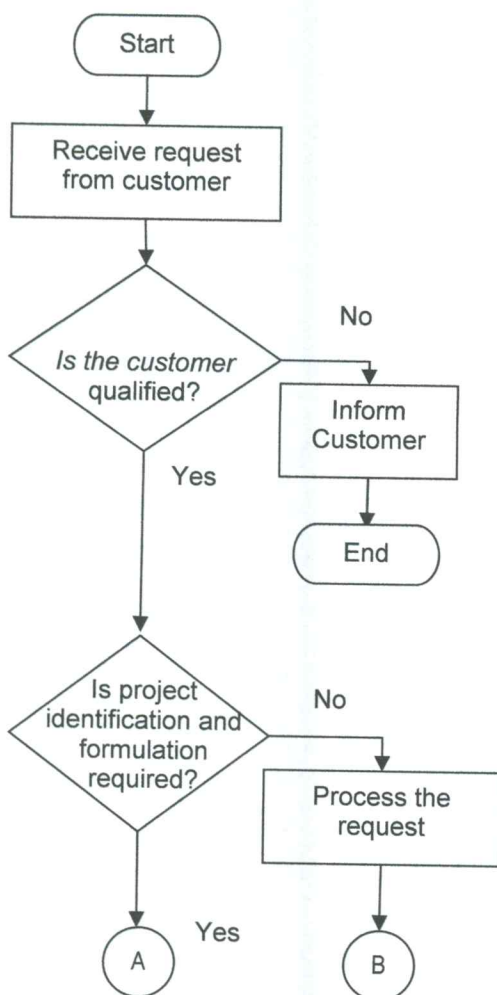 Start
Receive request
from customer
Is the customer
qualified?
No
Inform
Customer
Yes
End
Is project
identification and
formulation
required?
No
Process the
request
Yes
A
B